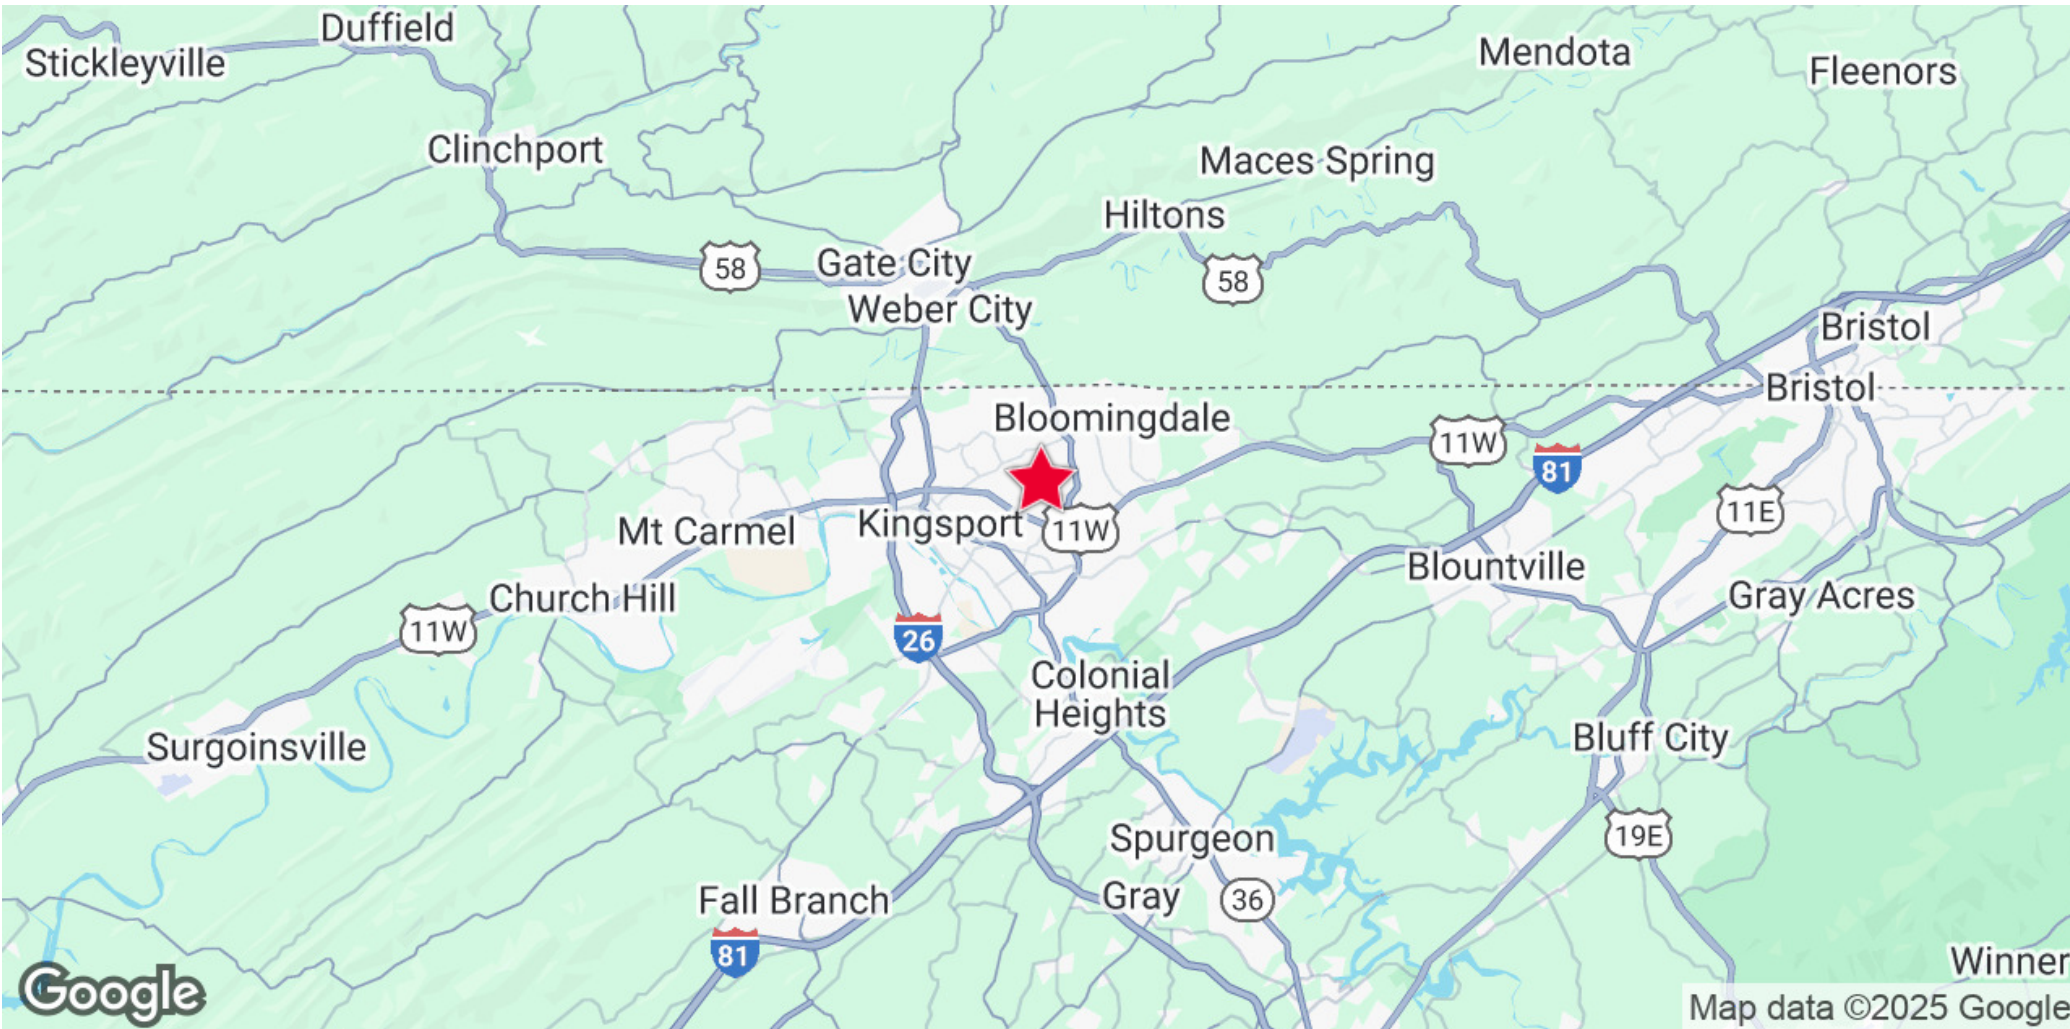 Duffield
Stickleyville
Mendota
Fleenors
Clinchport
Maces Spring
Hiltons
58
Gate City
58
Weber City
Bristol
Bristol
Bloomingdale
11W
81
11E
Mt Carmel
Kingsport
11W
Blountville
Church Hill
Gray Acres
11W
26
Colonial
Heights
Surgoinsville
Bluff City
Spurgeon
19E
Fall Branch
Gray
36
81
Winner
Google
Map data ©2025 Google